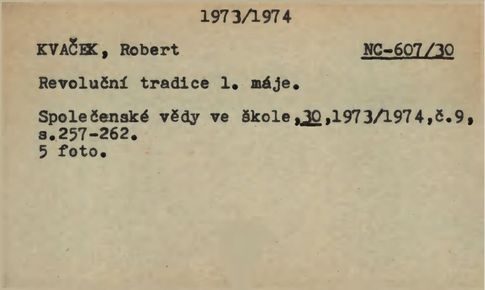 1973/1974
KVAČEK, Robert NC-607/30
Revoluční tradice 1. máje.
Společenské vědy ve škole,30,1973/1974,č.9,
s.257-262.
5 foto.